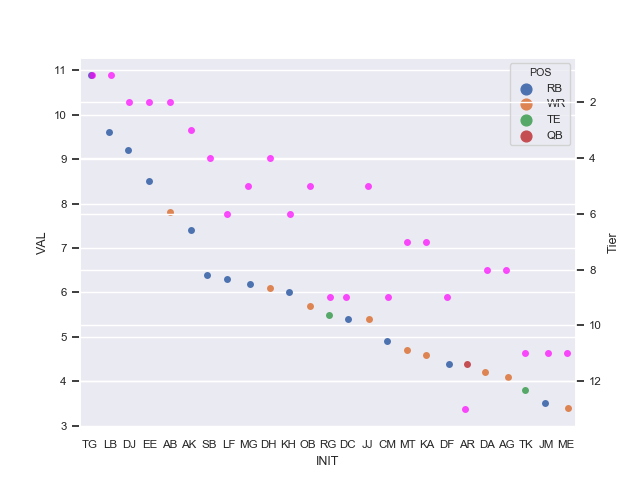 POS
RB
WR
TE
QB
11
10
9
8
7
6
5
4
3
VAL
2
4
6
8
10
12
Tier
TG LB DJ EE AB AK SB LF MG DH KH OB RG DC JJ CM MT KA DF AR DA AG TK JM ME
INIT